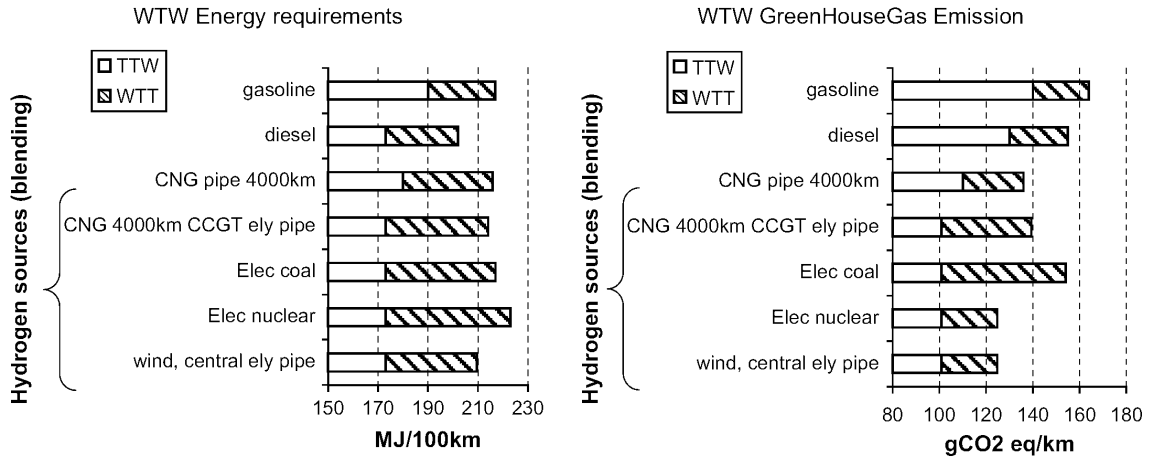 WTW Energy requirements
TTW
WTT
Hydrogen sources (blending)
gasoline
diesel
CNG pipe 4000km
CNG 4000km CCGT ely pipe
Elec coal
Elec nuclear
wind, central ely pipe
150 170 190 210 230
MJ/100km
WTW GreenHouseGas Emission
TTW
WTT
Hydrogen sources (blending)
gasoline
diesel
CNG pipe 4000km
CNG 4000km CCGT ely pipe
Elec coal
Elec nuclear
wind, central ely pipe
80 100 120 140 160 180
gCO2 eq/km